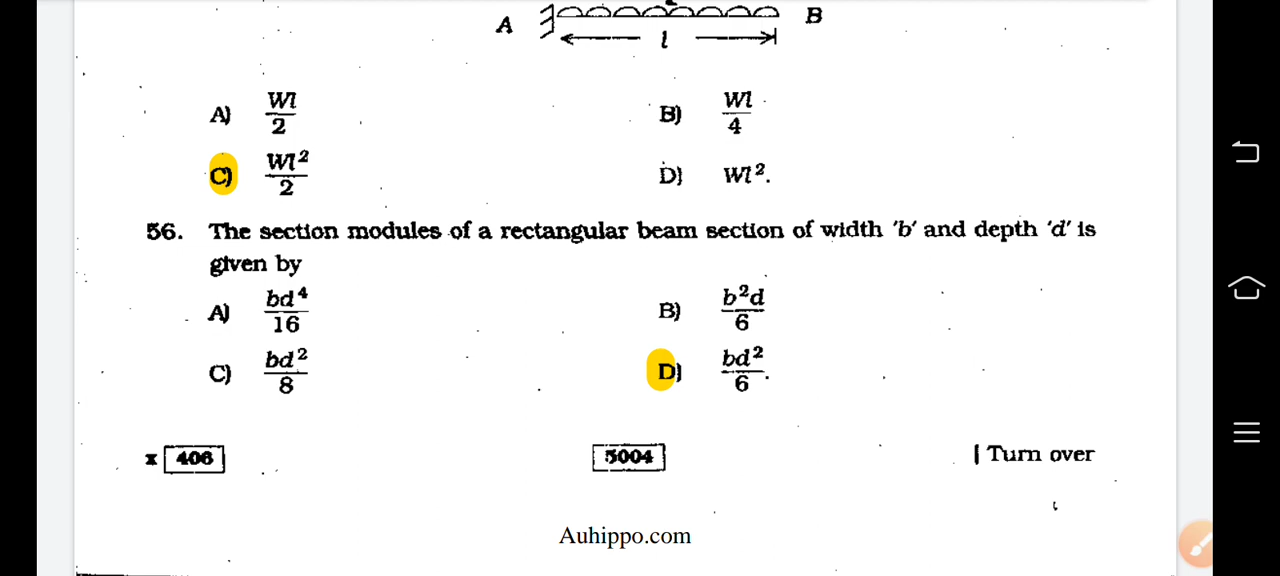 A B
l
A) Wl/2 B) Wl/4
C) Wl²/2 D) Wl².
56. The section modules of a rectangular beam section of width 'b' and depth 'd' is
given by
A) bd⁴/16 B) b²d/6
C) bd²/8 D) bd²/6.
x 406 5004 [ Turn over
Auhippo.com